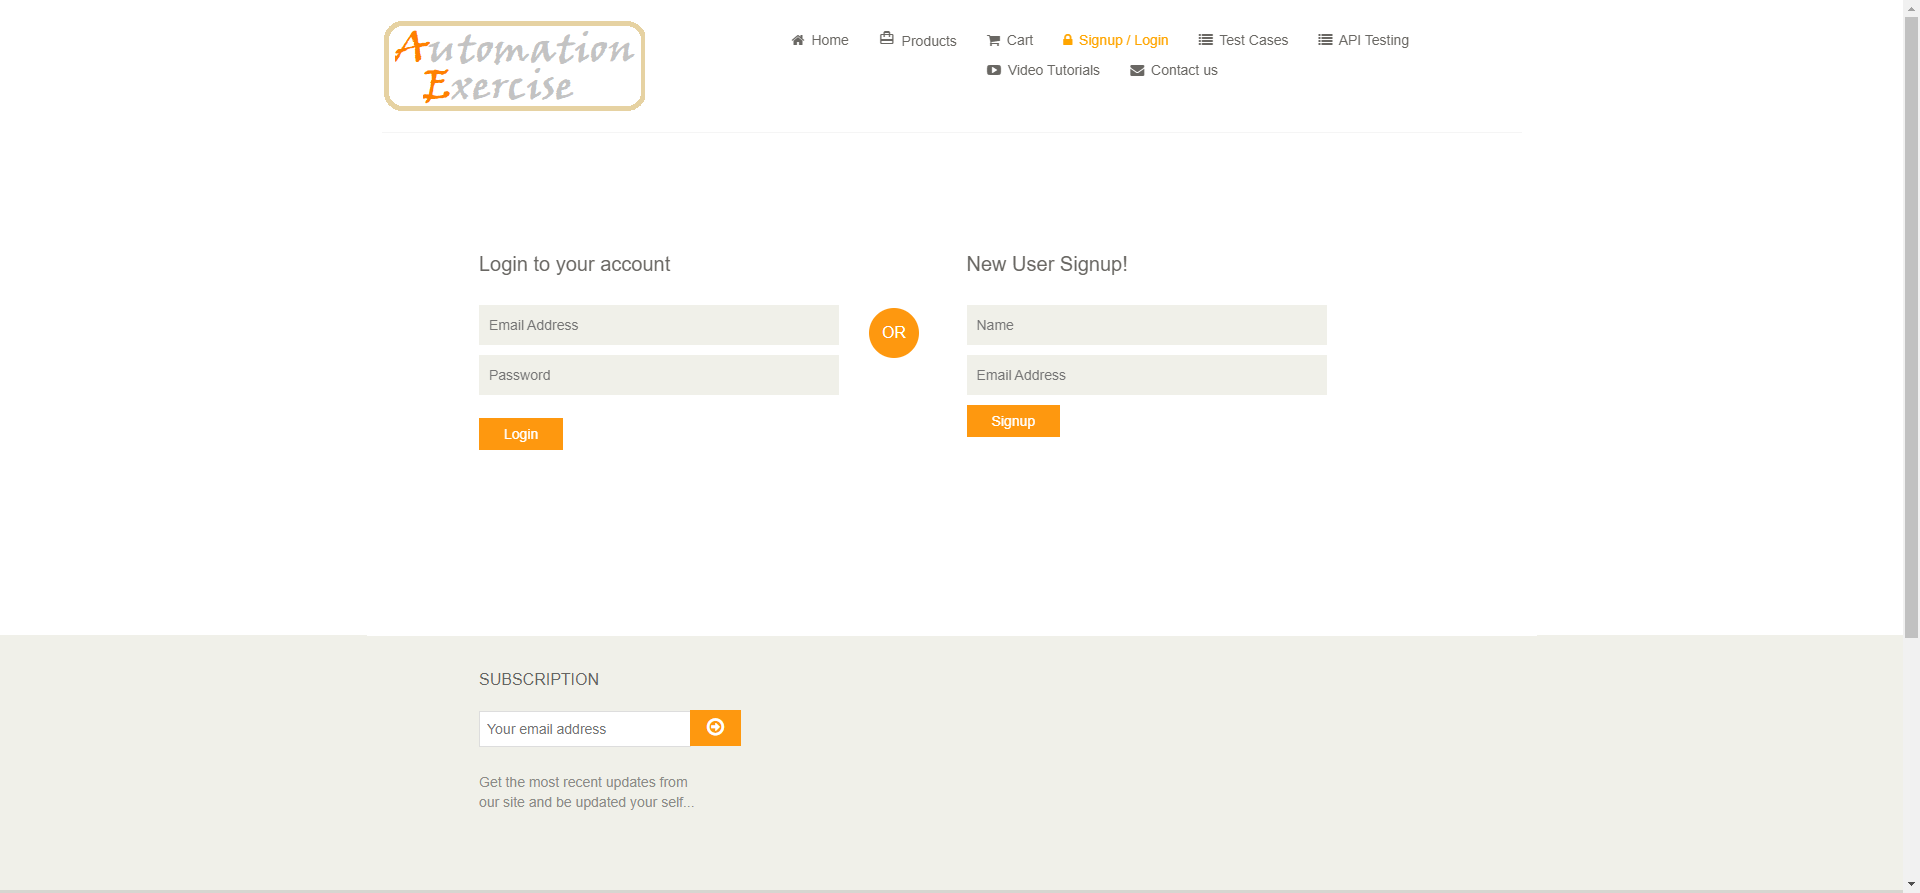 Automation
Exercise
Home
Products
Cart
Signup / Login
Test Cases
API Testing
Video Tutorials
Contact us
Login to your account
Email Address
Password
Login
OR
New User Signup!
Name
Email Address
Signup
SUBSCRIPTION
Your email address
Get the most recent updates from
our site and be updated your self...